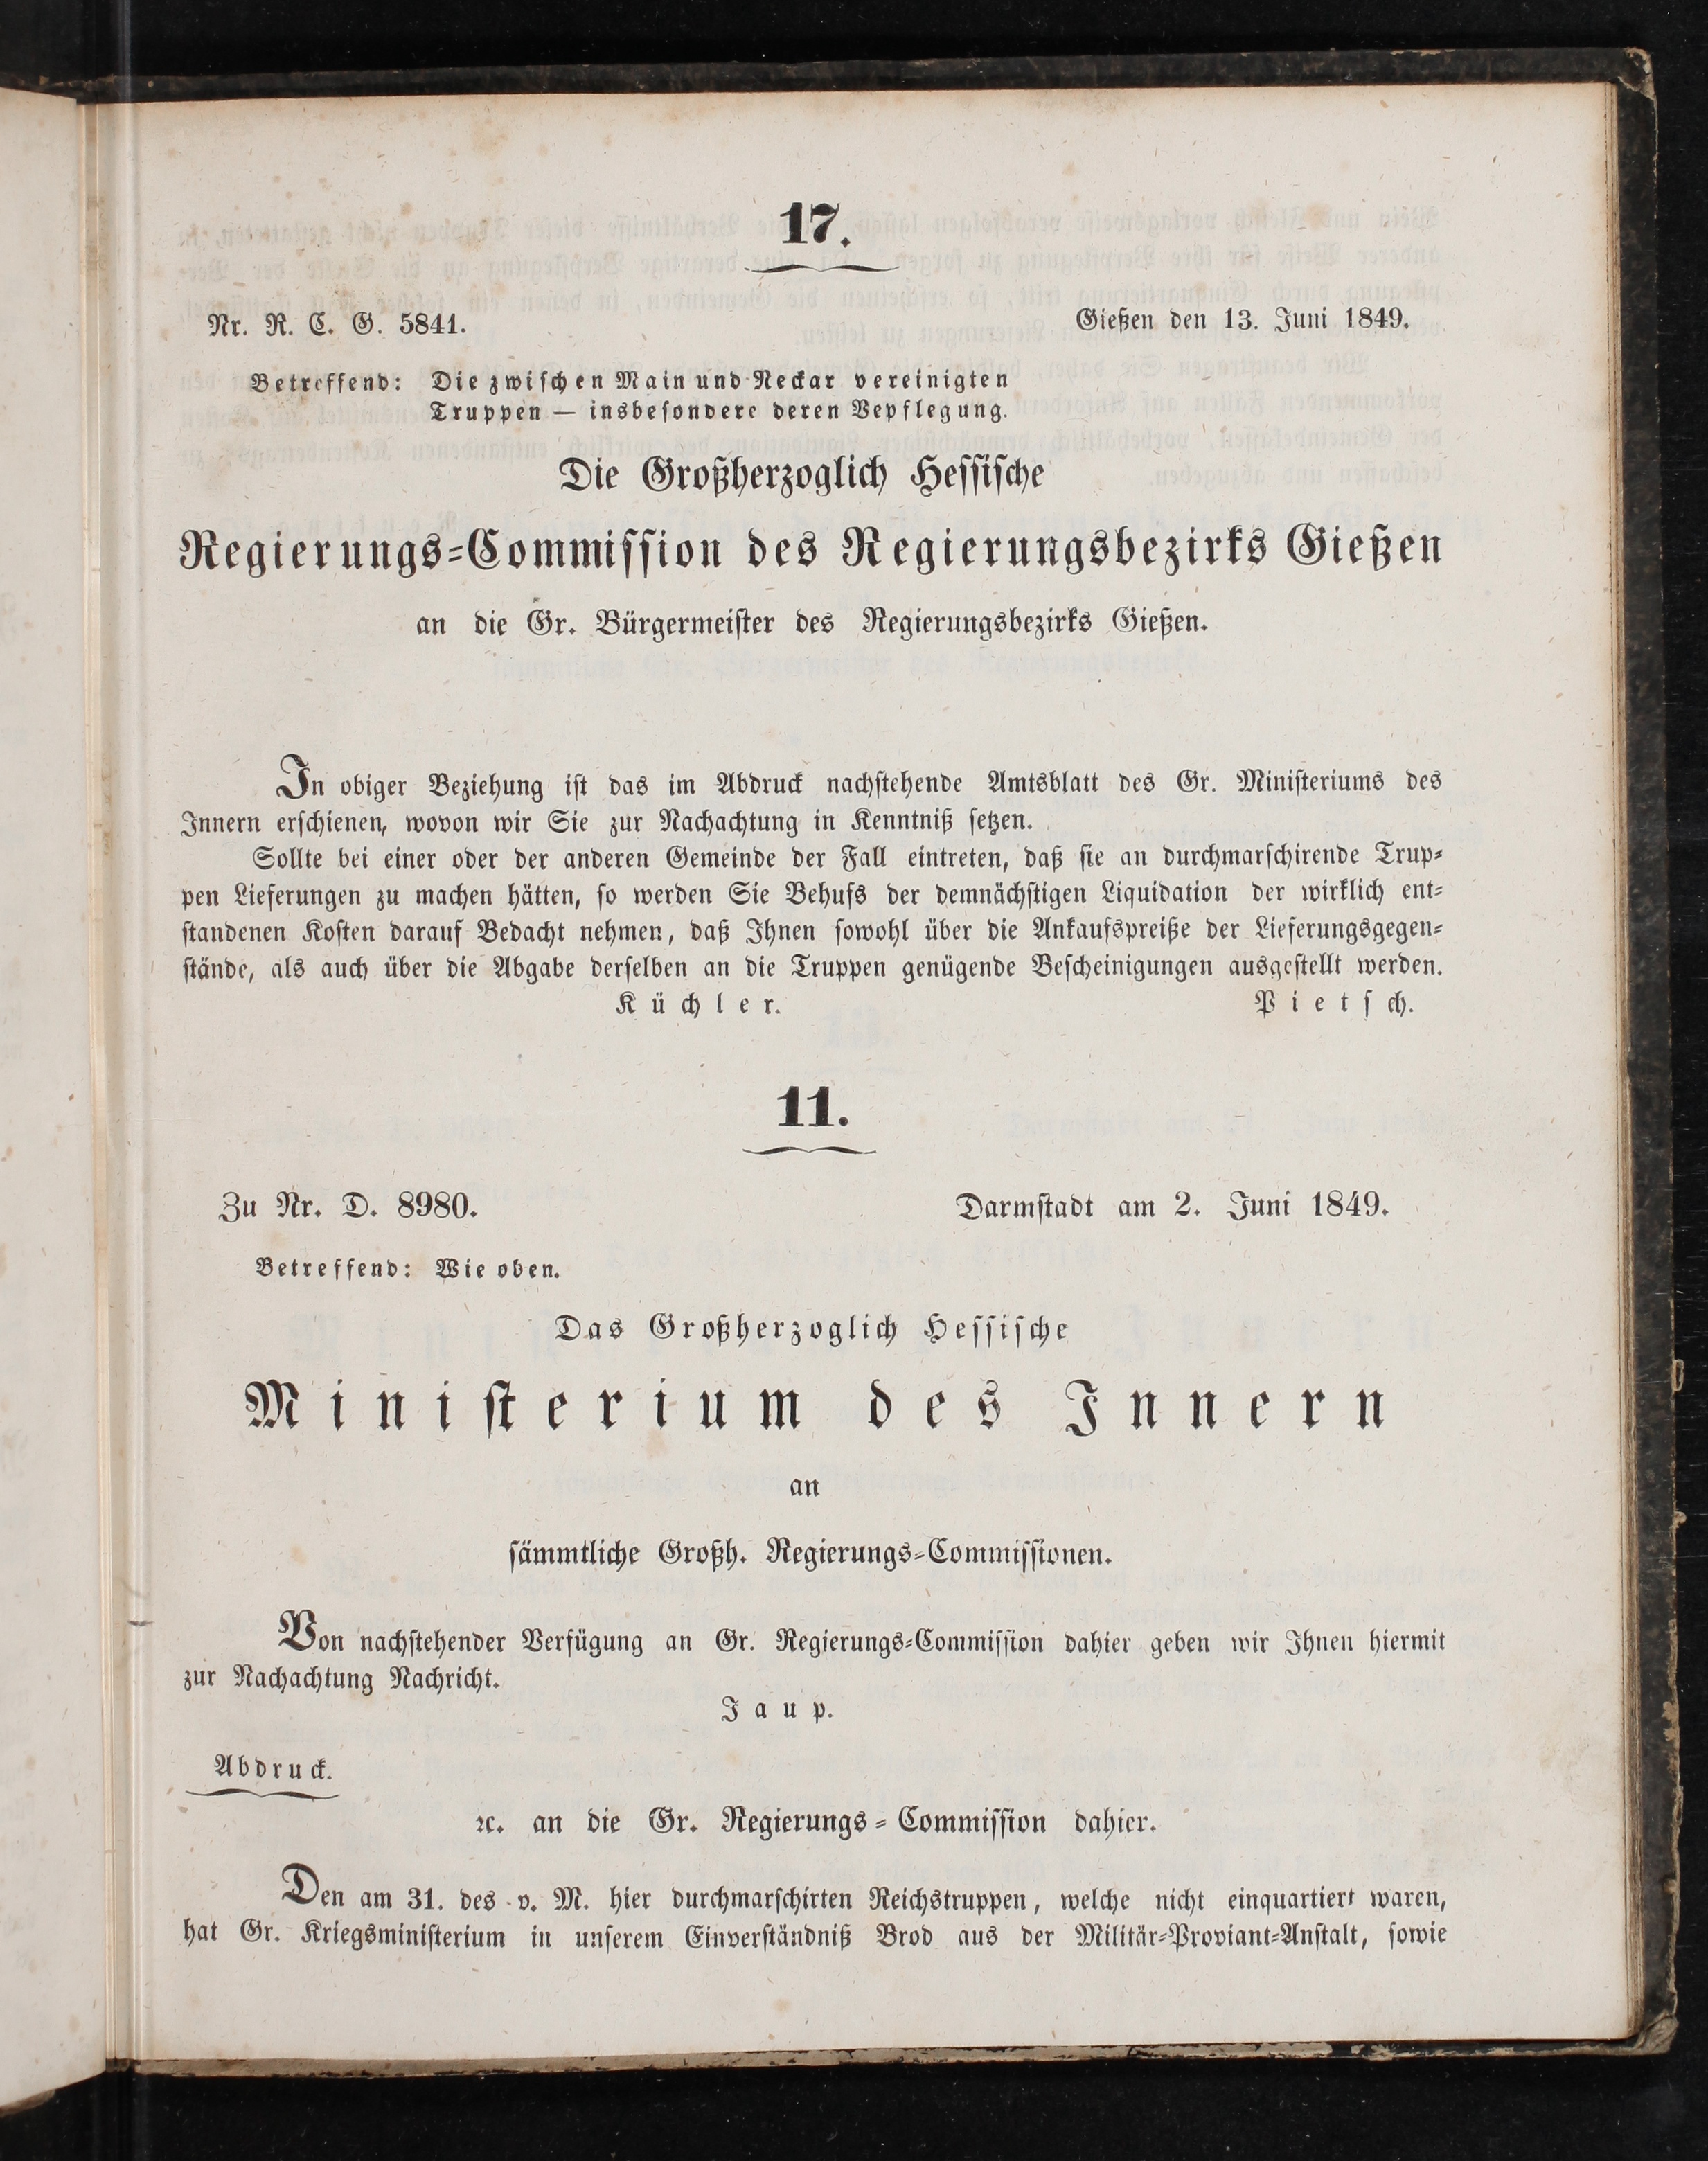 17.
Nr. R. C. G. 5841.
Gießen den 13. Juni 1849.
Betreffend: Die zwischen Main und Neckar vereinigten
Truppen — insbesondere deren Vepflegung.
Die Großherzoglich Hessische
Regierungs-Commission des Regierungsbezirks Gießen
an die Gr. Bürgermeister des Regierungsbezirks Gießen.
In obiger Beziehung ist das im Abdruck nachstehende Amtsblatt des Gr. Ministeriums des
Innern erschienen, wovon wir Sie zur Nachachtung in Kenntniß setzen.
Sollte bei einer oder der anderen Gemeinde der Fall eintreten, daß sie an durchmarschirende Trup-
pen Lieferungen zu machen hätten, so werden Sie Behufs der demnächstigen Liquidation der wirklich ent-
standenen Kosten darauf Bedacht nehmen, daß Ihnen sowohl über die Ankaufspreiße der Lieferungsgegen-
stände, als auch über die Abgabe derselben an die Truppen genügende Bescheinigungen ausgestellt werden.
Küchler. Pietsch.
11.
Zu Nr. D. 8980.
Darmstadt am 2. Juni 1849.
Betreffend: Wie oben.
Das Großherzoglich Hessische
Ministerium des Innern
an
sämmtliche Großh. Regierungs-Commissionen.
Von nachstehender Verfügung an Gr. Regierungs-Commission dahier geben wir Ihnen hiermit
zur Nachachtung Nachricht.
Jaup.
Abdruck.
ꝛc. an die Gr. Regierungs-Commission dahier.
Den am 31. des v. M. hier durchmarschirten Reichstruppen, welche nicht einquartiert waren,
hat Gr. Kriegsministerium in unserem Einverständniß Brod aus der Militär-Proviant-Anstalt, sowie